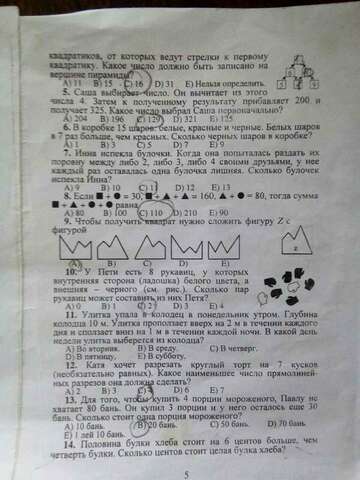 квадратиков, от которых ведут стрелки к первому
квадратику. Какое число должно быть записано на
вершине пирамиды?
A) 11 B) 15 C) 16 D) 31 E) Нельзя определить.
5. Саша выбирает число. Он вычитает из этого
числа 4. Затем к полученному результату прибавляет 200 и
получает 325. Какое число выбрал Саша первоначально?
A) 204 B) 196 C) 129 D) 321 E) 125
6. В коробке 15 шаров: белые, красные и черные. Белых шаров
в 7 раз больше, чем красных. Сколько черных шаров в коробке?
A) 1 B) 3 C) 5 D) 7 E) 9
7. Инна испекла булочки. Когда она попыталась раздать их
поровну между либо 2, либо 3, либо 4 своими друзьями, у нее
каждый раз оставалась одна булочка лишняя. Сколько булочек
испекла Инна?
A) 9 B) 10 C) 11 D) 12 E) 13
8. Если ■ + ● = 30, ■ + ▲ + ▲ = 160, ▲ + ● = 80, тогда сумма
■ + ▲ + ● + ● равна
A) 80 B) 100 C) 110 D) 210 E) 90
9. Чтобы получить квадрат нужно сложить фигуру Z с
фигурой
Z
A) B) C) D) E)
10. У Пети есть 8 рукавиц, у которых
внутренняя сторона (ладошка) белого цвета, а
внешняя – черного (см. рис.). Сколько пар
рукавиц может составить из них Петя?
A) 0 B) 1 C) 2 D) 3 E) 4
11. Улитка упала в колодец в понедельник утром. Глубина
колодца 10 м. Улитка проползает вверх на 2 м в течении каждого
дня и сползает вниз на 1 м в течении каждой ночи. В какой день
недели улитка выберется из колодца?
A) Во вторник. B) В среду. C) В четверг.
D) В пятницу. E) В субботу.
12. Катя хочет разрезать круглый торт на 7 кусков
(необязательно равных). Какое наименьшее число прямолиней-
ных разрезов она должна сделать?
A) 2 B) 3 C) 4 D) 6 E) 7
13. Для того, чтобы купить 4 порции мороженого, Павлу не
хватает 80 бань. Он купил 3 порции и у него осталось еще 30
бань. Сколько стоит одна порция мороженого?
A) 10 бань. B) 20 бань. C) 50 бань. D) 70 бань
E) 1 лей 10 бань.
14. Половина булки хлеба стоит на 6 центов больше, чем
четверть булки. Сколько центов стоит целая булка хлеба?
5